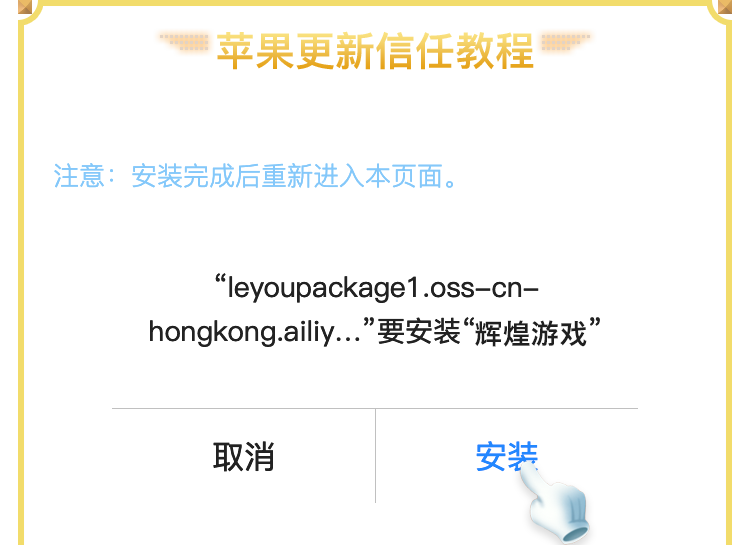 苹果更新信任教程
注意：安装完成后重新进入本页面。
“leyoupackage1.oss-cn-
hongkong.ailiy...”要安装“辉煌游戏”
取消
安装